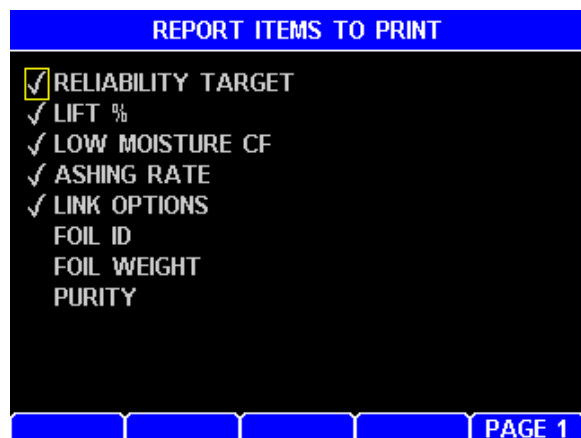 REPORT ITEMS TO PRINT
✓ RELIABILITY TARGET
✓ LIFT %
✓ LOW MOISTURE CF
✓ ASHING RATE
✓ LINK OPTIONS
FOIL ID
FOIL WEIGHT
PURITY
PAGE 1